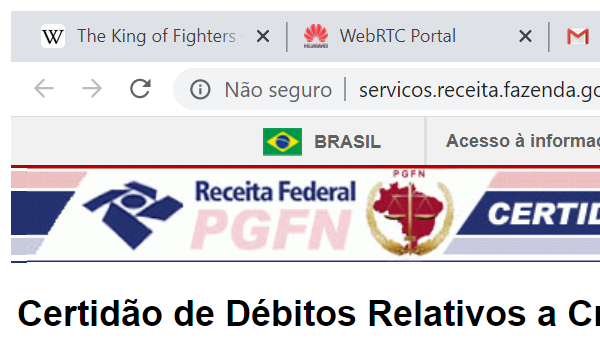 W The King of Fighters
HUAWEI WebRTC Portal
Não seguro servicos.receita.fazenda.go
BRASIL Acesso à informaç
PGFN
Receita Federal
PGFN
CERTID
Certidão de Débitos Relativos a Cr